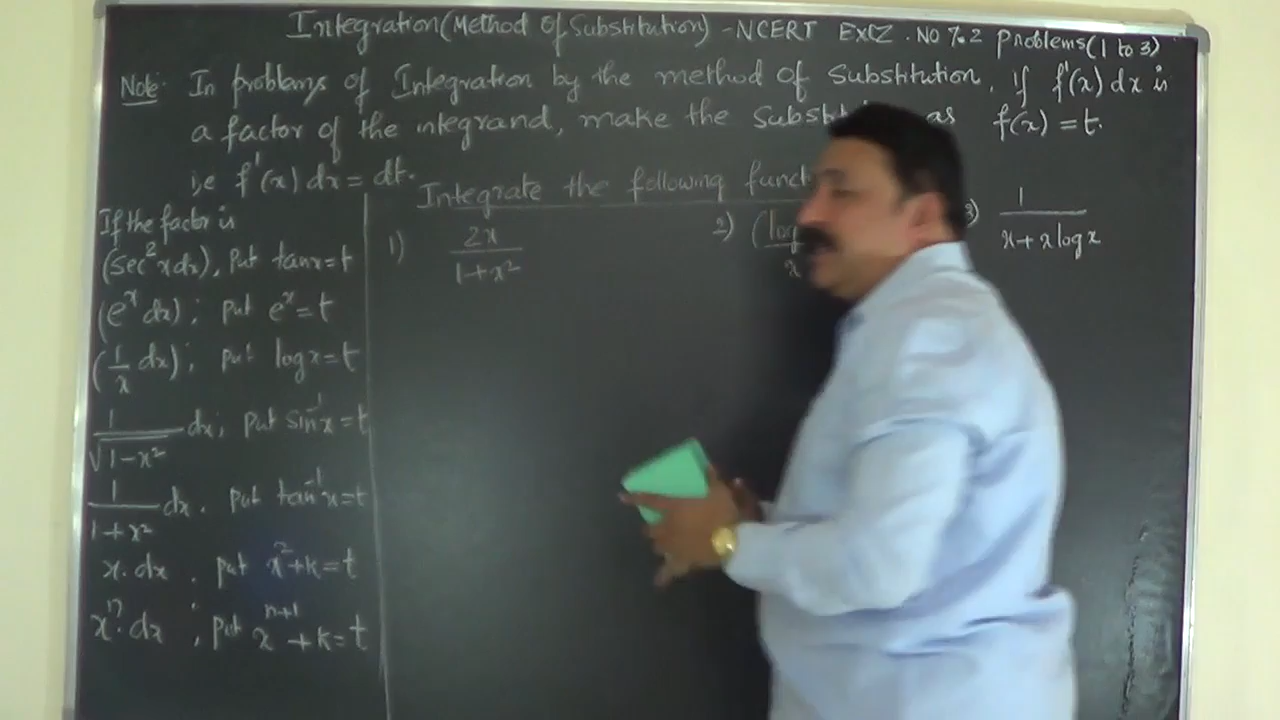 Integration(Method Of Substitution) - NCERT ExCZ. No 7.2 Problems(1 to 3)
Note: In problems of Integration by the method of Substitution, If f'(x) dx is
a factor of the integrand, make the as f(x) = t.
i.e f'(x) dx = dt.
Integrate the following
If the factor is
(sec²x dx), Put tanx = t
(eˣ dx); put eˣ = t
(1/x dx); put log x = t
1/√(1-x²) dx; put sin⁻¹x = t
1/(1+x²) dx. Put tan⁻¹x = t
x. dx . put x²+k = t
xⁿ. dx ; put xⁿ⁺¹+k = t
1) 2x/(1+x²)
2) (log x
3) 1/(x+x log x)